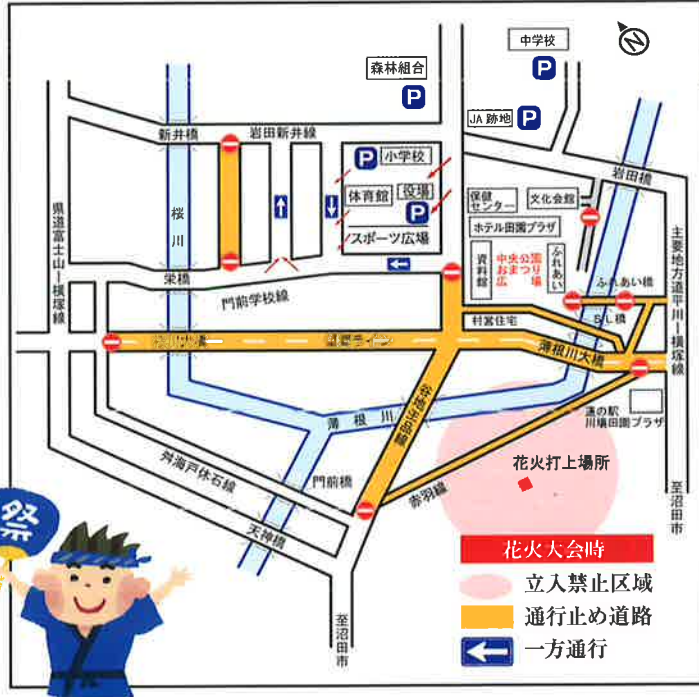 中学校
P
森林組合
P
JA跡地
P
新井橋
岩田新井線
P
小学校
岩田橋
体育館
役場
P
スポーツ広場
保健
センター
文化会館
ホテル田園プラザ
県道富士山ー横塚線
桜川
資料館
中央公園
お まつり
広 場
ふれあい
主要地方道平川ー横塚線
栄橋
門前学校線
ふれあい橋
SL橋
村営住宅
薄根川大橋
谷地生品線
薄根川
道の駅
川場田園プラザ
花火打上場所
舛海戸休石線
門前橋
赤羽線
至沼田市
天神橋
祭
花火大会時
立入禁止区域
通行止め道路
一方通行
至沼田市